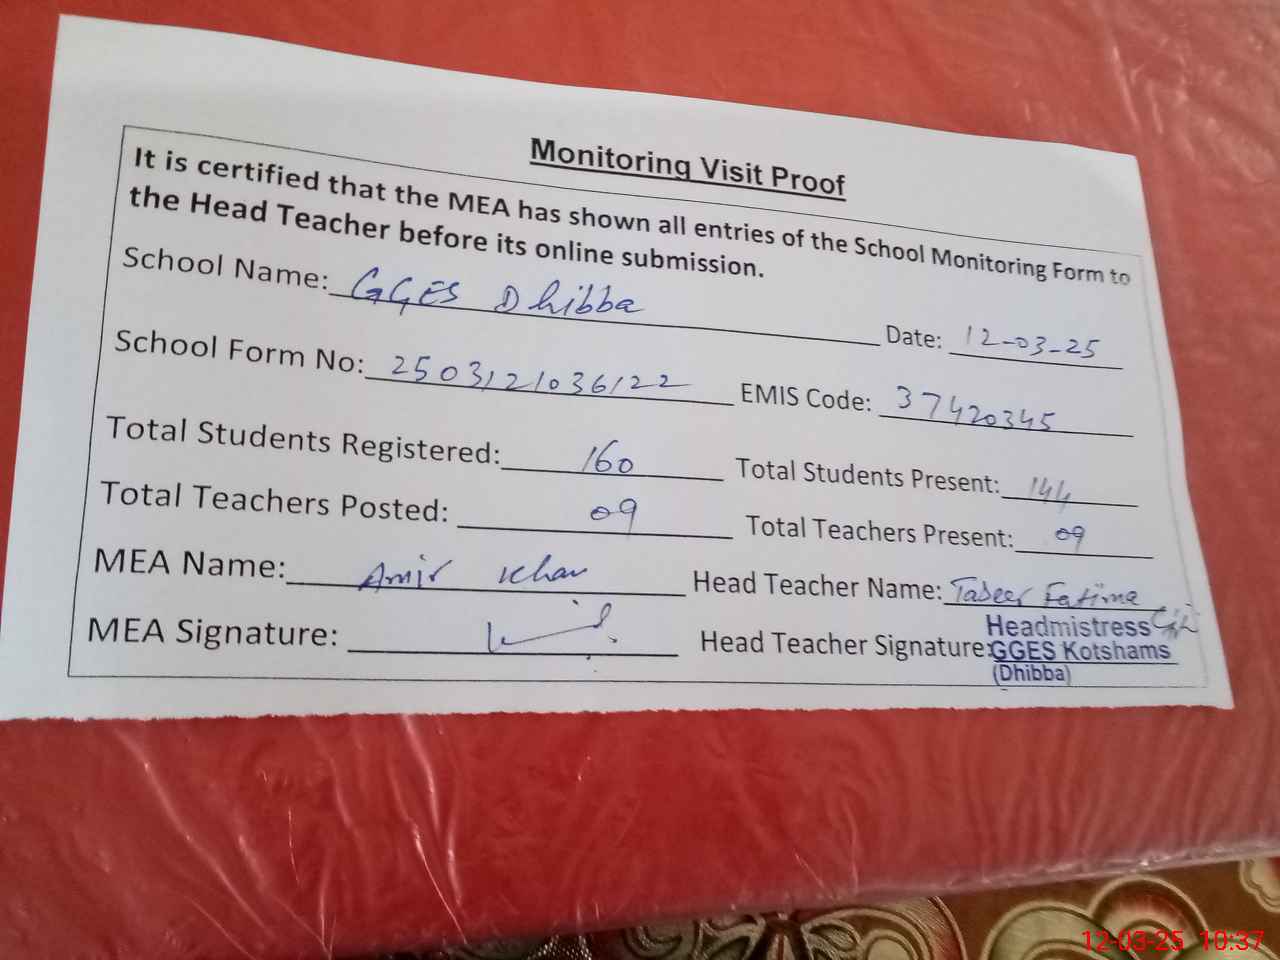 Monitoring Visit Proof
It is certified that the MEA has shown all entries of the School Monitoring Form to
the Head Teacher before its online submission.
School Name: GGES Dhibba Date: 12-03-25
School Form No: 2503121036122 EMIS Code: 37420345
Total Students Registered: 160 Total Students Present: 144
Total Teachers Posted: 09 Total Teachers Present: 09
MEA Name: Amir Khan Head Teacher Name: Tabeer Fatima
MEA Signature: Head Teacher Signature:
Headmistress
GGES Kotshams
(Dhibba)
12-03-25 10:37